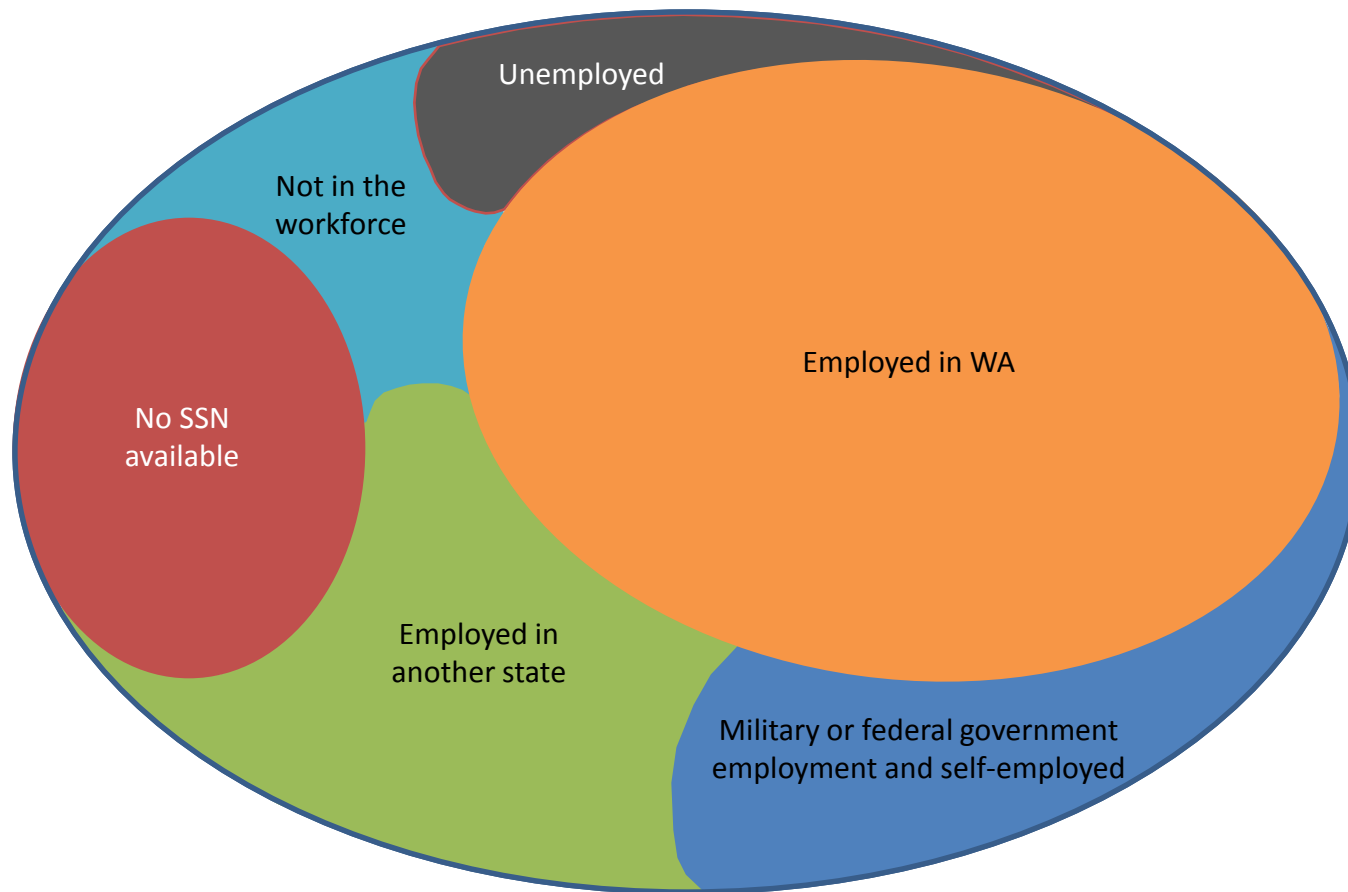 Unemployed
Not in the
workforce
Employed in WA
No SSN
available
Employed in
another state
Military or federal government
employment and self-employed